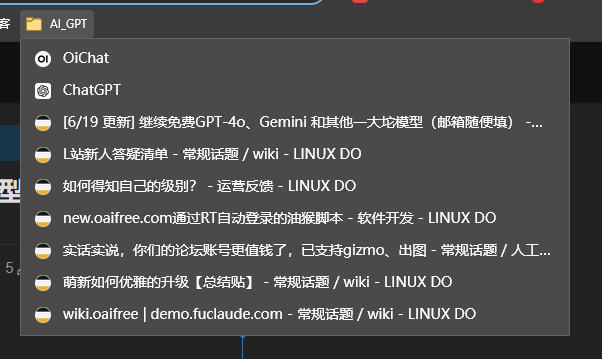 客 AI_GPT
OiChat
ChatGPT
[6/19 更新] 继续免费GPT-4o、Gemini 和其他一大坨模型（邮箱随便填） -...
L站新人答疑清单 - 常规话题 / wiki - LINUX DO
如何得知自己的级别？ - 运营反馈 - LINUX DO
new.oaifree.com通过RT自动登录的油猴脚本 - 软件开发 - LINUX DO
实话实说，你们的论坛账号更值钱了，已支持gizmo、出图 - 常规话题 / 人工...
萌新如何优雅的升级【总结贴】 - 常规话题 / wiki - LINUX DO
wiki.oaifree | demo.fuclaude.com - 常规话题 / wiki - LINUX DO
型
5